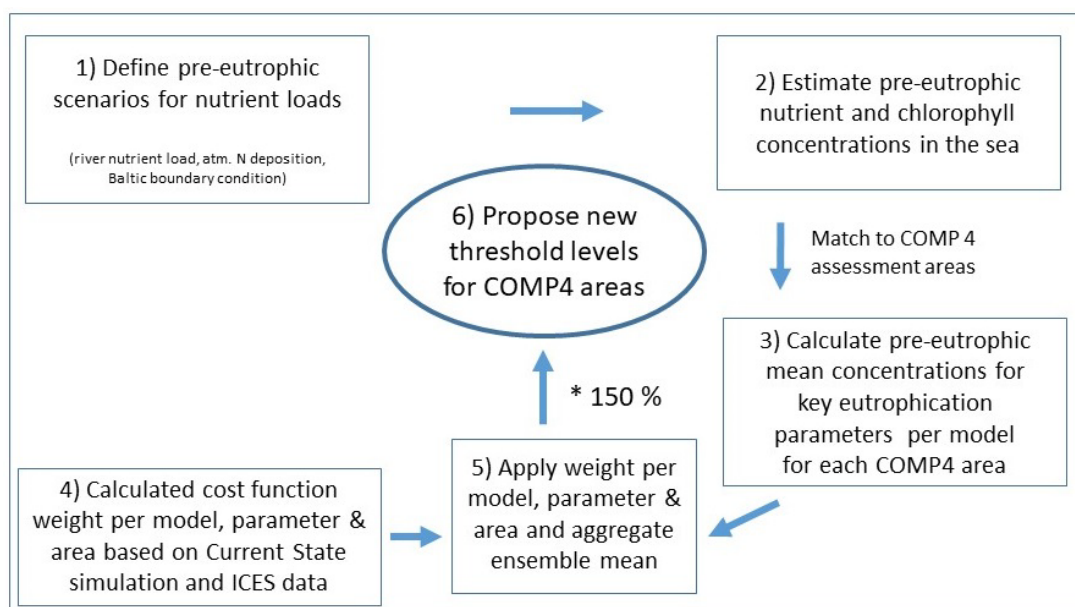 1) Define pre-eutrophic
scenarios for nutrient loads
(river nutrient load, atm. N deposition,
Baltic boundary condition)
2) Estimate pre-eutrophic
nutrient and chlorophyll
concentrations in the sea
Match to COMP 4
assessment areas
3) Calculate pre-eutrophic
mean concentrations for
key eutrophication
parameters per model
for each COMP4 area
4) Calculated cost function
weight per model, parameter &
area based on Current State
simulation and ICES data
5) Apply weight per
model, parameter &
area and aggregate
ensemble mean
* 150 %
6) Propose new
threshold levels
for COMP4 areas